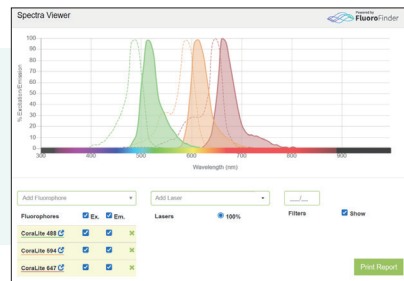 Spectra Viewer
Powered by
FluoroFinder
% Excitation/Emission
100
90
80
70
60
50
40
30
20
10
0
300
400
500
600
700
800
900
Wavelength (nm)
Add Fluorophore
Add Laser
__/__
Fluorophores Ex. Em.
Lasers 100%
Filters
Show
CoraLite 488
CoraLite 594
CoraLite 647
Print Report